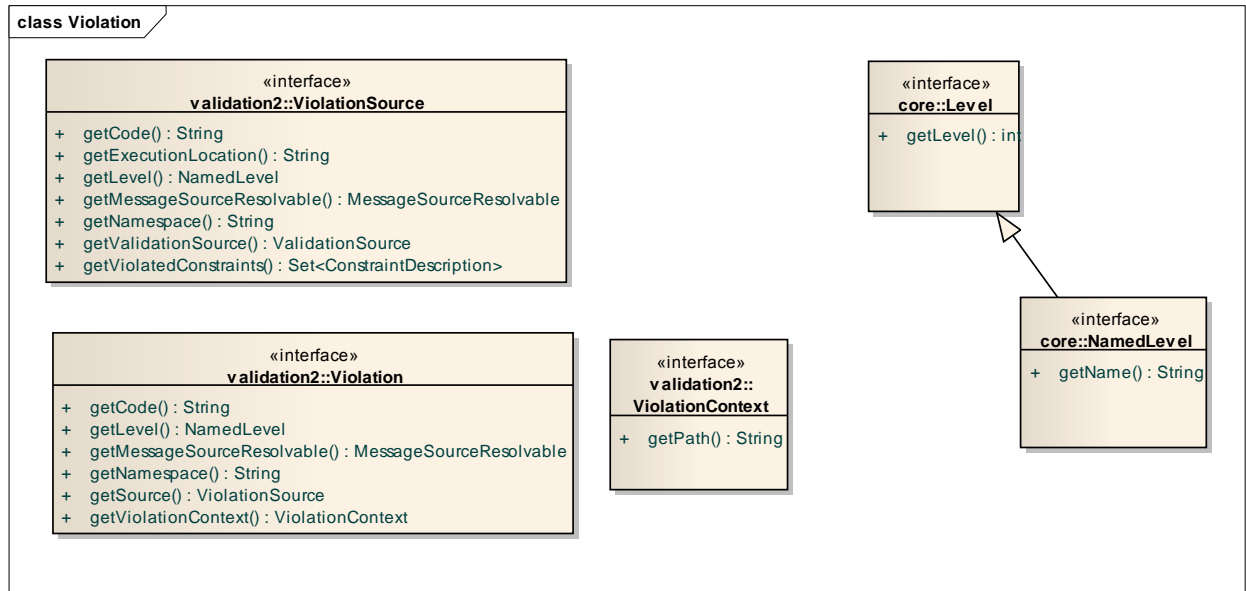 class Violation
«interface»
validation2::ViolationSource
+ getCode() : String
+ getExecutionLocation() : String
+ getLevel() : NamedLevel
+ getMessageSourceResolvable() : MessageSourceResolvable
+ getNamespace() : String
+ getValidationSource() : ValidationSource
+ getViolatedConstraints() : Set<ConstraintDescription>
«interface»
core::Level
+ getLevel() : int
«interface»
core::NamedLevel
+ getName() : String
«interface»
validation2::Violation
+ getCode() : String
+ getLevel() : NamedLevel
+ getMessageSourceResolvable() : MessageSourceResolvable
+ getNamespace() : String
+ getSource() : ViolationSource
+ getViolationContext() : ViolationContext
«interface»
validation2::
ViolationContext
+ getPath() : String